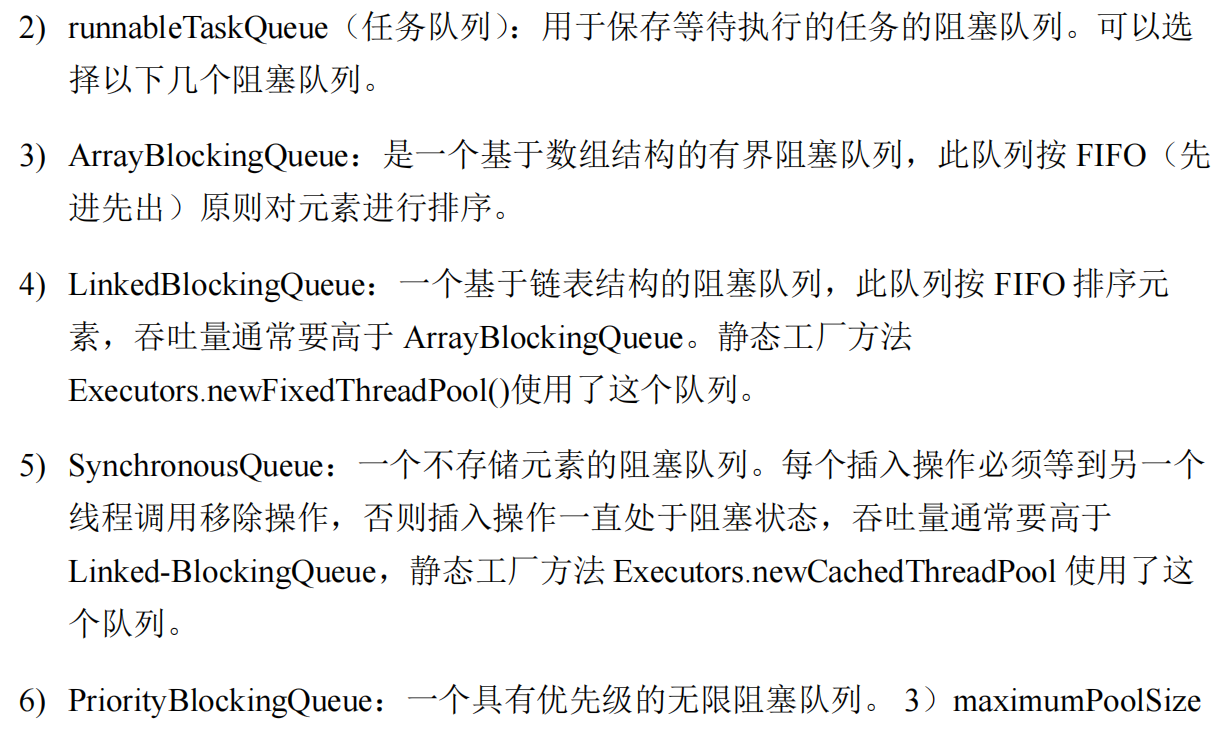 2) runnableTaskQueue（任务队列）：用于保存等待执行的任务的阻塞队列。可以选
择以下几个阻塞队列。
3) ArrayBlockingQueue：是一个基于数组结构的有界阻塞队列，此队列按 FIFO（先
进先出）原则对元素进行排序。
4) LinkedBlockingQueue：一个基于链表结构的阻塞队列，此队列按 FIFO 排序元
素，吞吐量通常要高于 ArrayBlockingQueue。静态工厂方法
Executors.newFixedThreadPool()使用了这个队列。
5) SynchronousQueue：一个不存储元素的阻塞队列。每个插入操作必须等到另一个
线程调用移除操作，否则插入操作一直处于阻塞状态，吞吐量通常要高于
Linked-BlockingQueue，静态工厂方法 Executors.newCachedThreadPool 使用了这
个队列。
6) PriorityBlockingQueue：一个具有优先级的无限阻塞队列。 3）maximumPoolSize